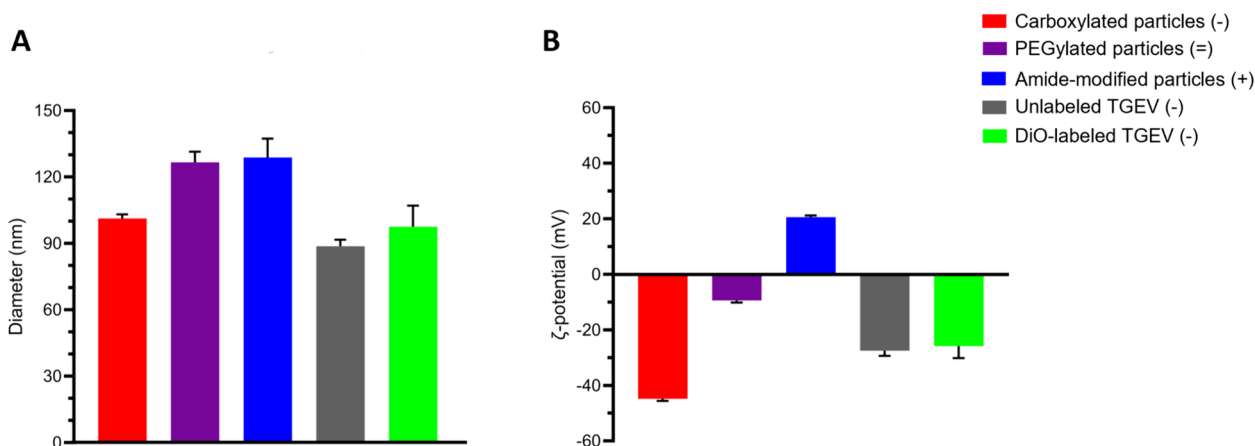 A
B
Carboxylated particles (-)
PEGylated particles (=)
Amide-modified particles (+)
Unlabeled TGEV (-)
DiO-labeled TGEV (-)
Diameter (nm)
150
120
90
60
30
0
ζ-potential (mV)
60
40
20
0
-20
-40
-60